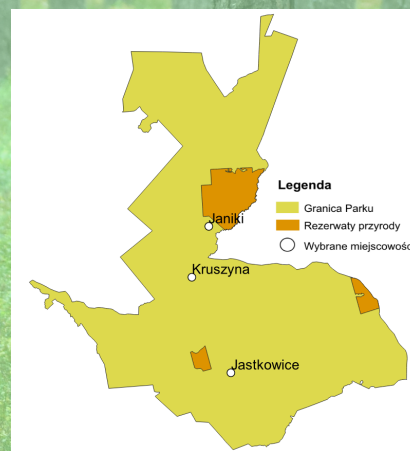 Legenda
Granica Parku
Rezerwaty przyrody
Wybrane miejscowośc
Janiki
Kruszyna
Jastkowice